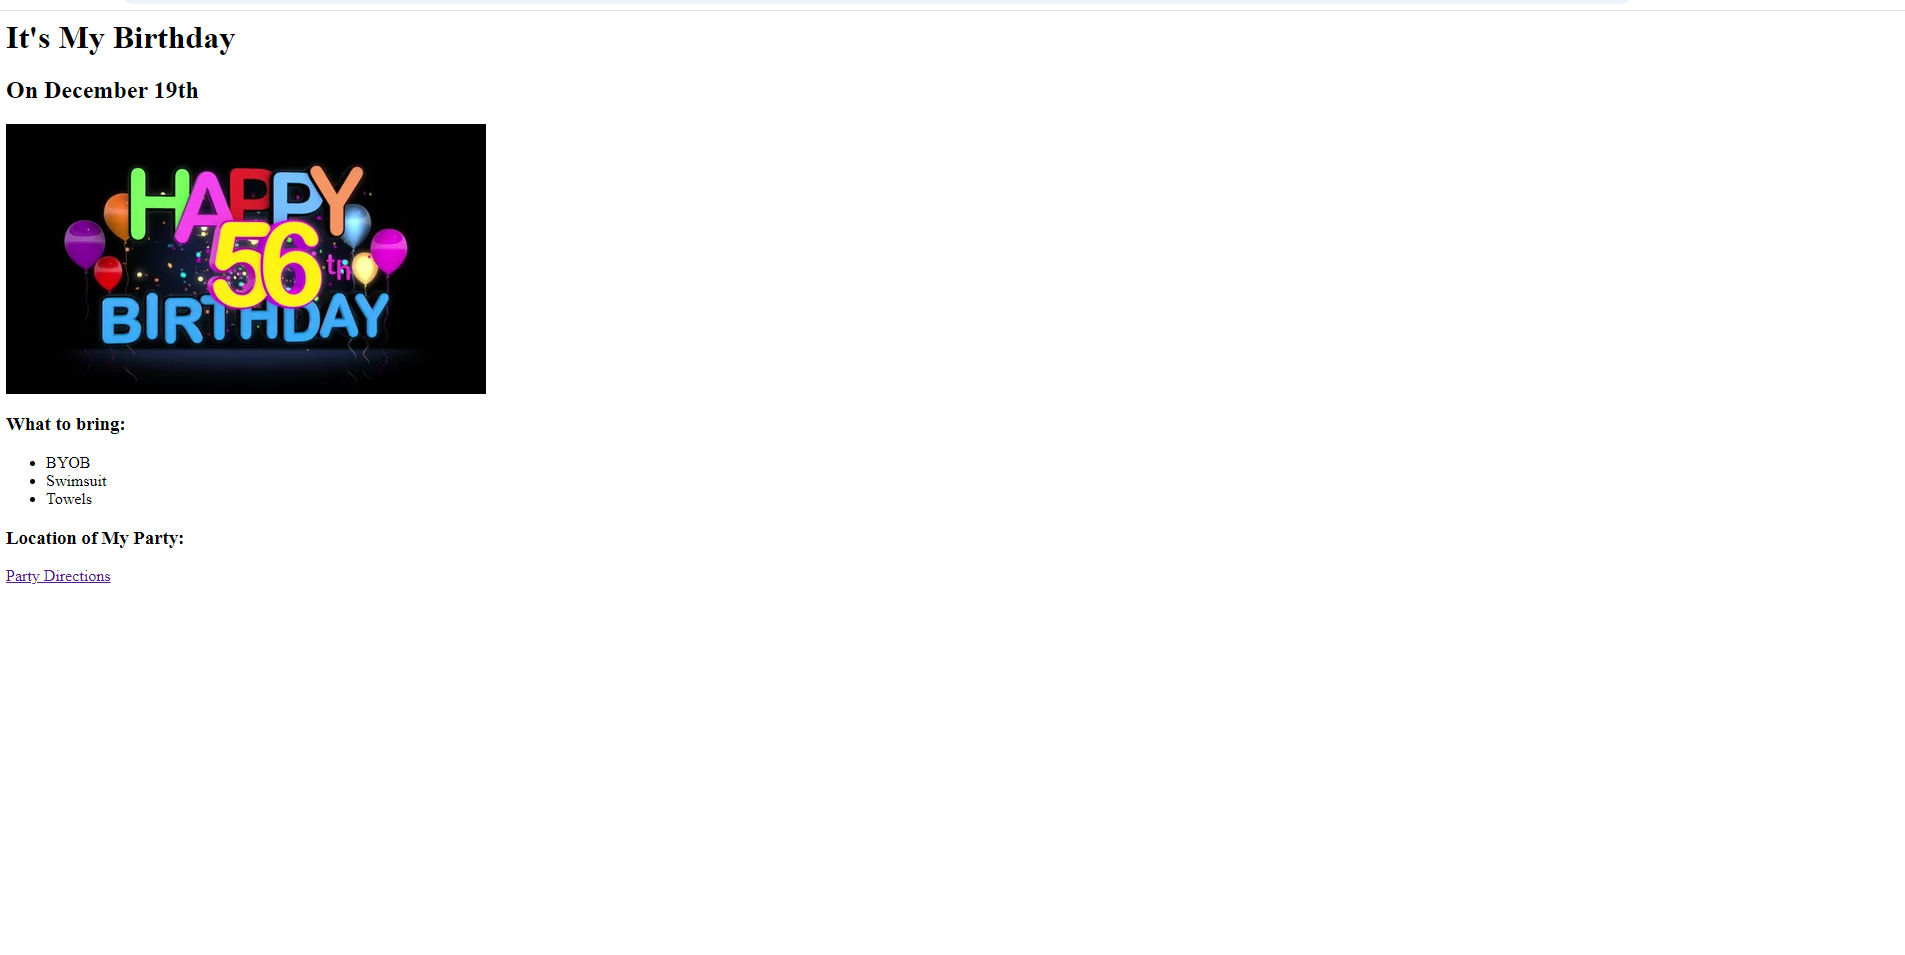 It's My Birthday
On December 19th
HAPPY
56th
BIRTHDAY
What to bring:
BYOB
Swimsuit
Towels
Location of My Party:
Party Directions